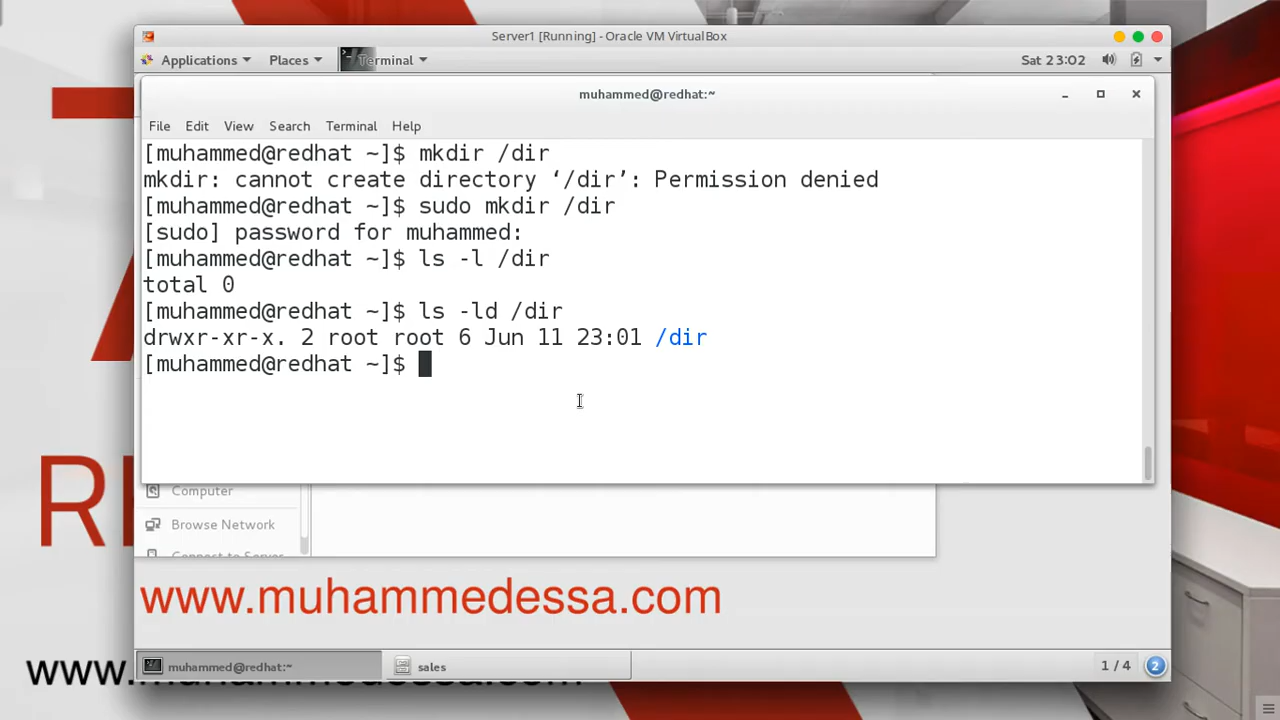 Server1 [Running] - Oracle VM VirtualBox
Applications Places Terminal Sat 23:02
muhammed@redhat:~
File Edit View Search Terminal Help
[muhammed@redhat ~]$ mkdir /dir
mkdir: cannot create directory ‘/dir’: Permission denied
[muhammed@redhat ~]$ sudo mkdir /dir
[sudo] password for muhammed:
[muhammed@redhat ~]$ ls -l /dir
total 0
[muhammed@redhat ~]$ ls -ld /dir
drwxr-xr-x. 2 root root 6 Jun 11 23:01 /dir
[muhammed@redhat ~]$
Computer
Browse Network
Connect to Server
www.muhammedessa.com
muhammed@redhat:~ sales 1 / 4 2